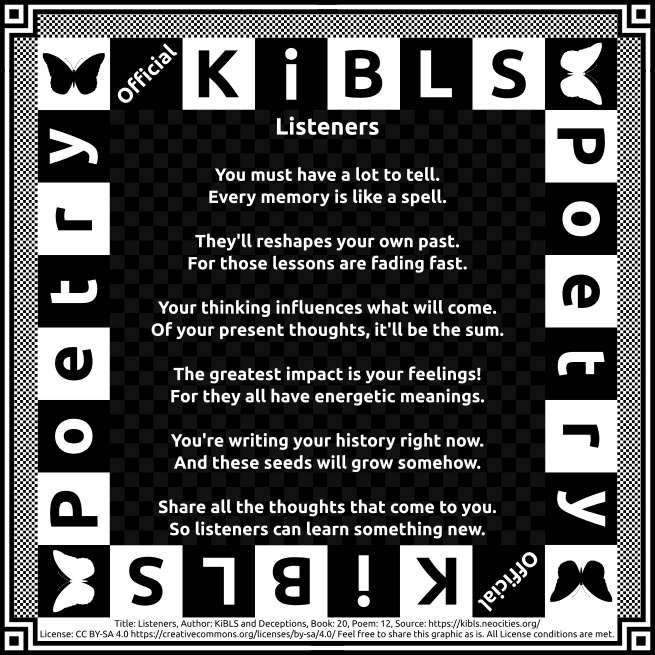 Official
KiBLS
Poetry
Poetry
Listeners
You must have a lot to tell.
Every memory is like a spell.
They'll reshapes your own past.
For those lessons are fading fast.
Your thinking influences what will come.
Of your present thoughts, it'll be the sum.
The greatest impact is your feelings!
For they all have energetic meanings.
You're writing your history right now.
And these seeds will grow somehow.
Share all the thoughts that come to you.
So listeners can learn something new.
Official
KiBLS
Title: Listeners, Author: KiBLS and Deceptions, Book: 20, Poem: 12, Source: https://kibls.neocities.org/
License: CC BY-SA 4.0 https://creativecommons.org/licenses/by-sa/4.0/ Feel free to share this graphic as is. All License conditions are met.